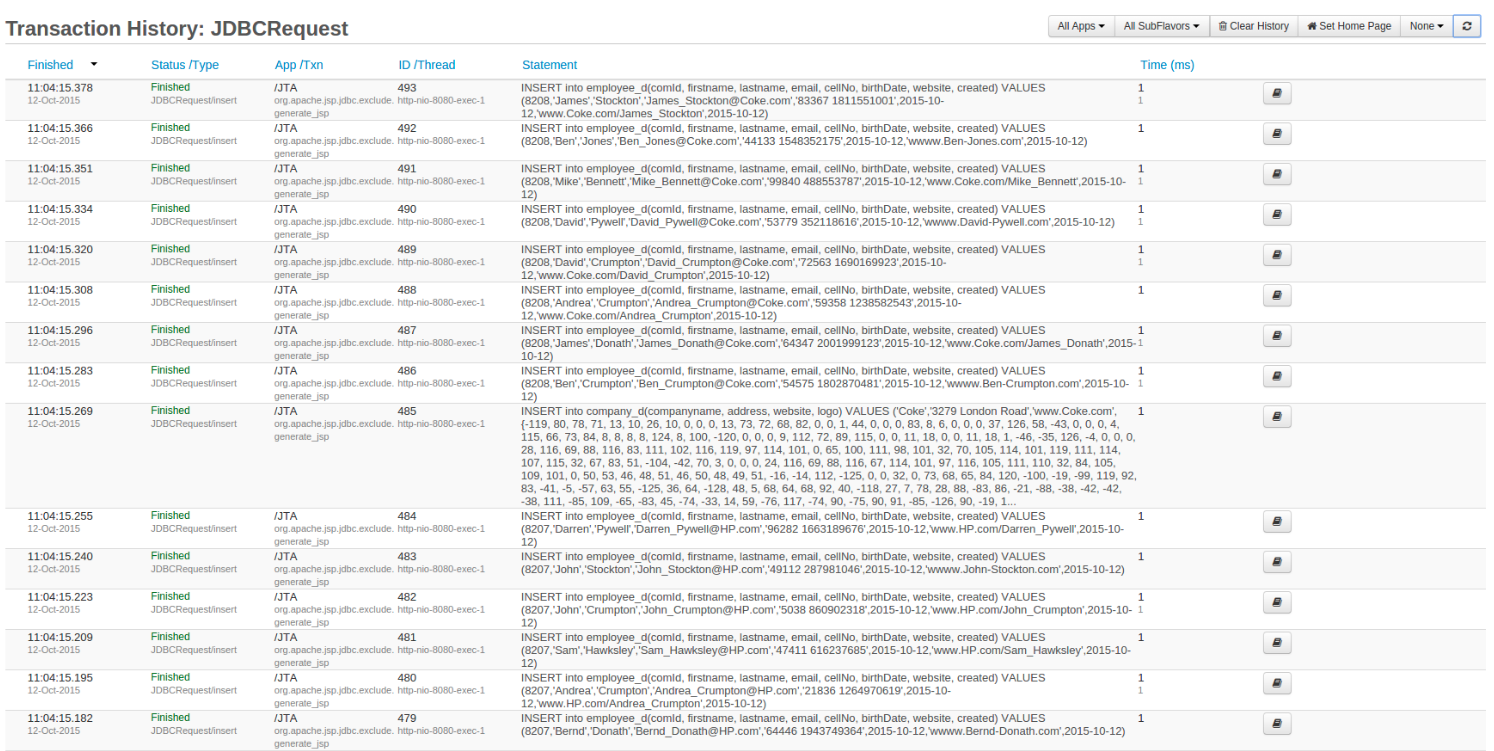 Transaction History: JDBCRequest
All Apps
All SubFlavors
Clear History
Set Home Page
None
Finished Status /Type App /Txn ID /Thread Statement Time (ms)
11:04:15.378 Finished /JTA 493 INSERT into employee_d(comId, firstname, lastname, email, cellNo, birthDate, website, created) VALUES 1
12-Oct-2015 JDBCRequest/insert org.apache.jsp.jdbc.exclude. http-nio-8080-exec-1 (8208,'James','Stockton','James_Stockton@Coke.com','83367 1811551001',2015-10- 1
generate_jsp 12,'www.Coke.com/James_Stockton',2015-10-12)
11:04:15.366 Finished /JTA 492 INSERT into employee_d(comId, firstname, lastname, email, cellNo, birthDate, website, created) VALUES 1
12-Oct-2015 JDBCRequest/insert org.apache.jsp.jdbc.exclude. http-nio-8080-exec-1 (8208,'Ben','Jones','Ben_Jones@Coke.com','44133 1548352175',2015-10-12,'wwww.Ben-Jones.com',2015-10-12)
generate_jsp
11:04:15.351 Finished /JTA 491 INSERT into employee_d(comId, firstname, lastname, email, cellNo, birthDate, website, created) VALUES 1
12-Oct-2015 JDBCRequest/insert org.apache.jsp.jdbc.exclude. http-nio-8080-exec-1 (8208,'Mike','Bennett','Mike_Bennett@Coke.com','99840 488553787',2015-10-12,'www.Coke.com/Mike_Bennett',2015-10- 1
generate_jsp 12)
11:04:15.334 Finished /JTA 490 INSERT into employee_d(comId, firstname, lastname, email, cellNo, birthDate, website, created) VALUES 1
12-Oct-2015 JDBCRequest/insert org.apache.jsp.jdbc.exclude. http-nio-8080-exec-1 (8208,'David','Pywell','David_Pywell@Coke.com','53779 352118616',2015-10-12,'wwww.David-Pywell.com',2015-10-12) 1
generate_jsp
11:04:15.320 Finished /JTA 489 INSERT into employee_d(comId, firstname, lastname, email, cellNo, birthDate, website, created) VALUES 1
12-Oct-2015 JDBCRequest/insert org.apache.jsp.jdbc.exclude. http-nio-8080-exec-1 (8208,'David','Crumpton','David_Crumpton@Coke.com','72563 1690169923',2015-10- 1
generate_jsp 12,'www.Coke.com/David_Crumpton',2015-10-12)
11:04:15.308 Finished /JTA 488 INSERT into employee_d(comId, firstname, lastname, email, cellNo, birthDate, website, created) VALUES 1
12-Oct-2015 JDBCRequest/insert org.apache.jsp.jdbc.exclude. http-nio-8080-exec-1 (8208,'Andrea','Crumpton','Andrea_Crumpton@Coke.com','59358 1238582543',2015-10-
generate_jsp 12,'www.Coke.com/Andrea_Crumpton',2015-10-12)
11:04:15.296 Finished /JTA 487 INSERT into employee_d(comId, firstname, lastname, email, cellNo, birthDate, website, created) VALUES 1
12-Oct-2015 JDBCRequest/insert org.apache.jsp.jdbc.exclude. http-nio-8080-exec-1 (8208,'James','Donath','James_Donath@Coke.com','64347 2001999123',2015-10-12,'www.Coke.com/James_Donath',2015- 1
generate_jsp 10-12)
11:04:15.283 Finished /JTA 486 INSERT into employee_d(comId, firstname, lastname, email, cellNo, birthDate, website, created) VALUES 1
12-Oct-2015 JDBCRequest/insert org.apache.jsp.jdbc.exclude. http-nio-8080-exec-1 (8208,'Ben','Crumpton','Ben_Crumpton@Coke.com','54575 1802870481',2015-10-12,'wwww.Ben-Crumpton.com',2015-10- 1
generate_jsp 12)
11:04:15.269 Finished /JTA 485 INSERT into company_d(companyname, address, website, logo) VALUES ('Coke','3279 London Road','www.Coke.com', 1
12-Oct-2015 JDBCRequest/insert org.apache.jsp.jdbc.exclude. http-nio-8080-exec-1 {-119, 80, 78, 71, 13, 10, 26, 10, 0, 0, 0, 13, 73, 72, 68, 82, 0, 0, 1, 44, 0, 0, 0, 83, 8, 6, 0, 0, 0, 37, 126, 58, -43, 0, 0, 0, 4,
generate_jsp 115, 66, 73, 84, 8, 8, 8, 8, 124, 8, 100, -120, 0, 0, 0, 9, 112, 72, 89, 115, 0, 0, 11, 18, 0, 0, 11, 18, 1, -46, -35, 126, -4, 0, 0, 0,
28, 116, 69, 88, 116, 83, 111, 102, 116, 119, 97, 114, 101, 0, 65, 100, 111, 98, 101, 32, 70, 105, 114, 101, 119, 111, 114,
107, 115, 32, 67, 83, 51, -104, -42, 70, 3, 0, 0, 0, 24, 116, 69, 88, 116, 67, 114, 101, 97, 116, 105, 111, 110, 32, 84, 105,
109, 101, 0, 50, 53, 46, 48, 51, 46, 50, 48, 49, 51, -16, -14, 112, -125, 0, 0, 32, 0, 73, 68, 65, 84, 120, -100, -19, -99, 119, 92,
83, -41, -5, -57, 63, 55, -125, 36, 64, -128, 48, 5, 68, 64, 68, 92, 40, -118, 27, 7, 78, 28, 88, -83, 86, -21, -88, -38, -42, -42,
-38, 111, -85, 109, -65, -83, 45, -74, -33, 14, 59, -76, 117, -74, 90, -75, 90, 91, -85, -126, 90, -19, 1...
11:04:15.255 Finished /JTA 484 INSERT into employee_d(comId, firstname, lastname, email, cellNo, birthDate, website, created) VALUES 1
12-Oct-2015 JDBCRequest/insert org.apache.jsp.jdbc.exclude. http-nio-8080-exec-1 (8207,'Darren','Pywell','Darren_Pywell@HP.com','96282 1663189676',2015-10-12,'www.HP.com/Darren_Pywell',2015-10-
generate_jsp 12)
11:04:15.240 Finished /JTA 483 INSERT into employee_d(comId, firstname, lastname, email, cellNo, birthDate, website, created) VALUES 1
12-Oct-2015 JDBCRequest/insert org.apache.jsp.jdbc.exclude. http-nio-8080-exec-1 (8207,'John','Stockton','John_Stockton@HP.com','49112 287981046',2015-10-12,'wwww.John-Stockton.com',2015-10-12)
generate_jsp
11:04:15.223 Finished /JTA 482 INSERT into employee_d(comId, firstname, lastname, email, cellNo, birthDate, website, created) VALUES 1
12-Oct-2015 JDBCRequest/insert org.apache.jsp.jdbc.exclude. http-nio-8080-exec-1 (8207,'John','Crumpton','John_Crumpton@HP.com','5038 860902318',2015-10-12,'www.HP.com/John_Crumpton',2015-10- 1
generate_jsp 12)
11:04:15.209 Finished /JTA 481 INSERT into employee_d(comId, firstname, lastname, email, cellNo, birthDate, website, created) VALUES 1
12-Oct-2015 JDBCRequest/insert org.apache.jsp.jdbc.exclude. http-nio-8080-exec-1 (8207,'Sam','Hawksley','Sam_Hawksley@HP.com','47411 616237685',2015-10-12,'www.HP.com/Sam_Hawksley',2015-10-
generate_jsp 12)
11:04:15.195 Finished /JTA 480 INSERT into employee_d(comId, firstname, lastname, email, cellNo, birthDate, website, created) VALUES 1
12-Oct-2015 JDBCRequest/insert org.apache.jsp.jdbc.exclude. http-nio-8080-exec-1 (8207,'Andrea','Crumpton','Andrea_Crumpton@HP.com','21836 1264970619',2015-10- 1
generate_jsp 12,'www.HP.com/Andrea_Crumpton',2015-10-12)
11:04:15.182 Finished /JTA 479 INSERT into employee_d(comId, firstname, lastname, email, cellNo, birthDate, website, created) VALUES 1
12-Oct-2015 JDBCRequest/insert org.apache.jsp.jdbc.exclude. http-nio-8080-exec-1 (8207,'Bernd','Donath','Bernd_Donath@HP.com','64446 1943749364',2015-10-12,'wwww.Bernd-Donath.com',2015-10-12)
generate_jsp